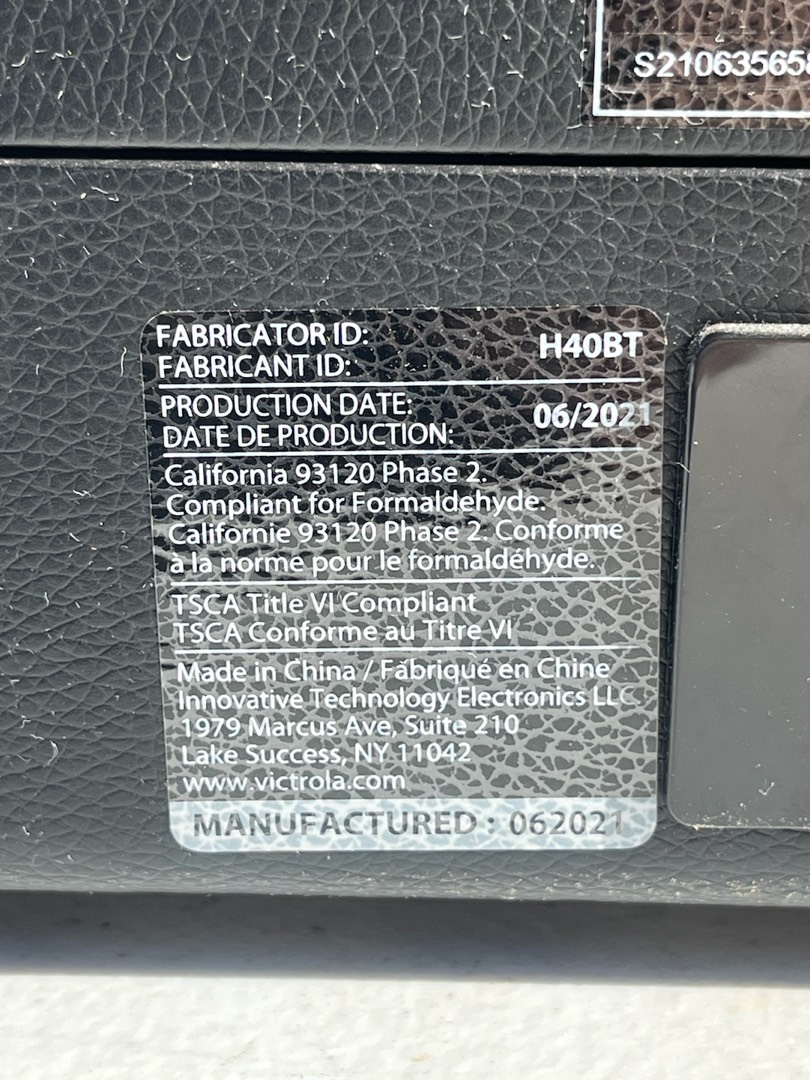 FABRICATOR ID:
FABRICANT ID:
H40BT
PRODUCTION DATE:
DATE DE PRODUCTION:
06/2021
California 93120 Phase 2.
Compliant for Formaldehyde.
Californie 93120 Phase 2. Conforme
à la norme pour le formaldéhyde.
TSCA Title VI Compliant
TSCA Conforme au Titre VI
Made in China / Fabriqué en Chine
Innovative Technology Electronics LLC
1979 Marcus Ave, Suite 210
Lake Success, NY 11042
www.victrola.com
MANUFACTURED : 062021